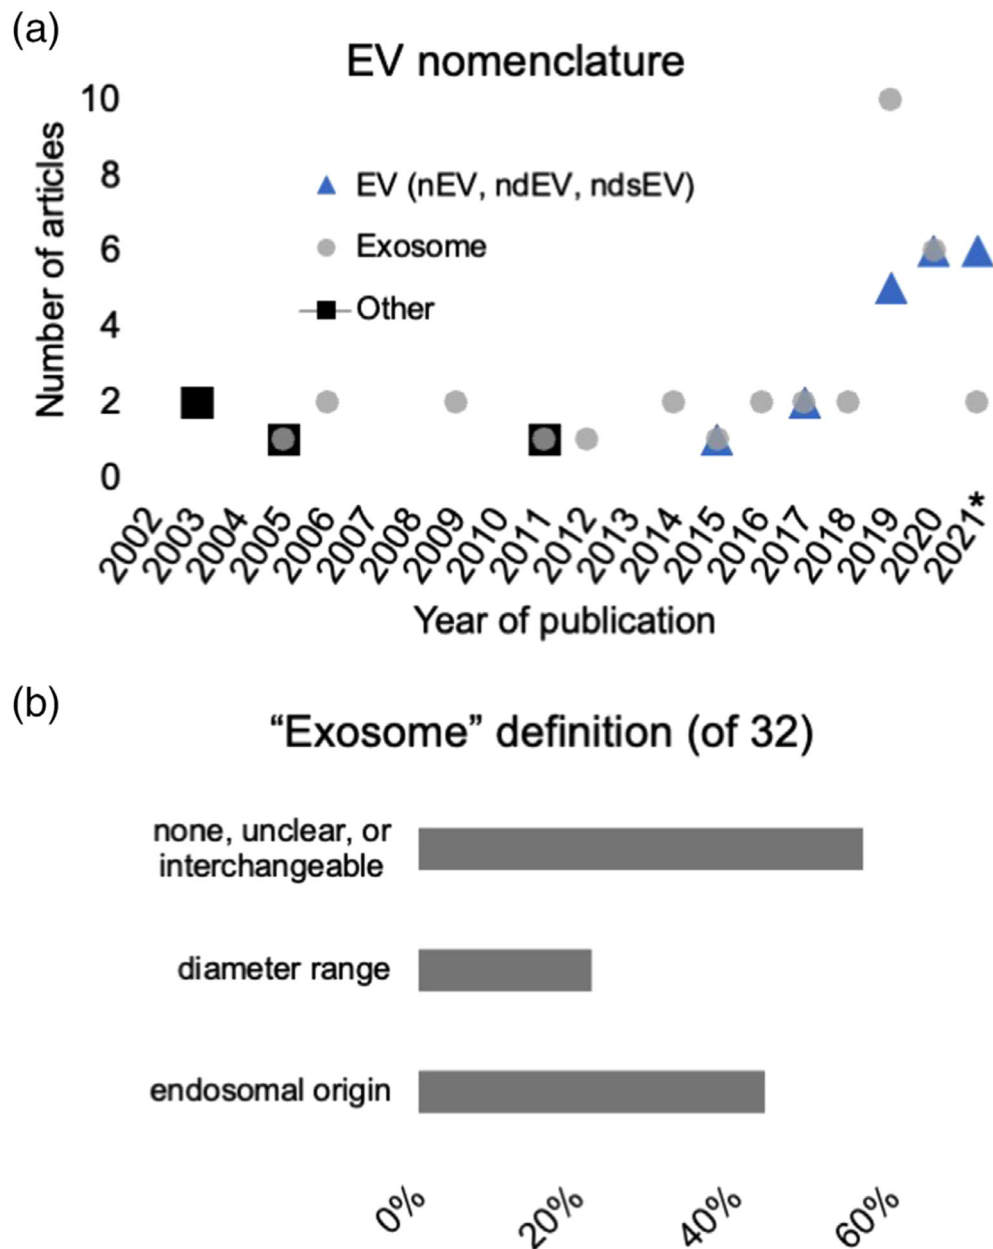 (a)
EV nomenclature
Number of articles
10
8
6
4
2
0
EV (nEV, ndEV, ndsEV)
Exosome
Other
2002
2003
2004
2005
2006
2007
2008
2009
2010
2011
2012
2013
2014
2015
2016
2017
2018
2019
2020
2021*
Year of publication
(b)
“Exosome” definition (of 32)
none, unclear, or
interchangeable
diameter range
endosomal origin
0%
20%
40%
60%